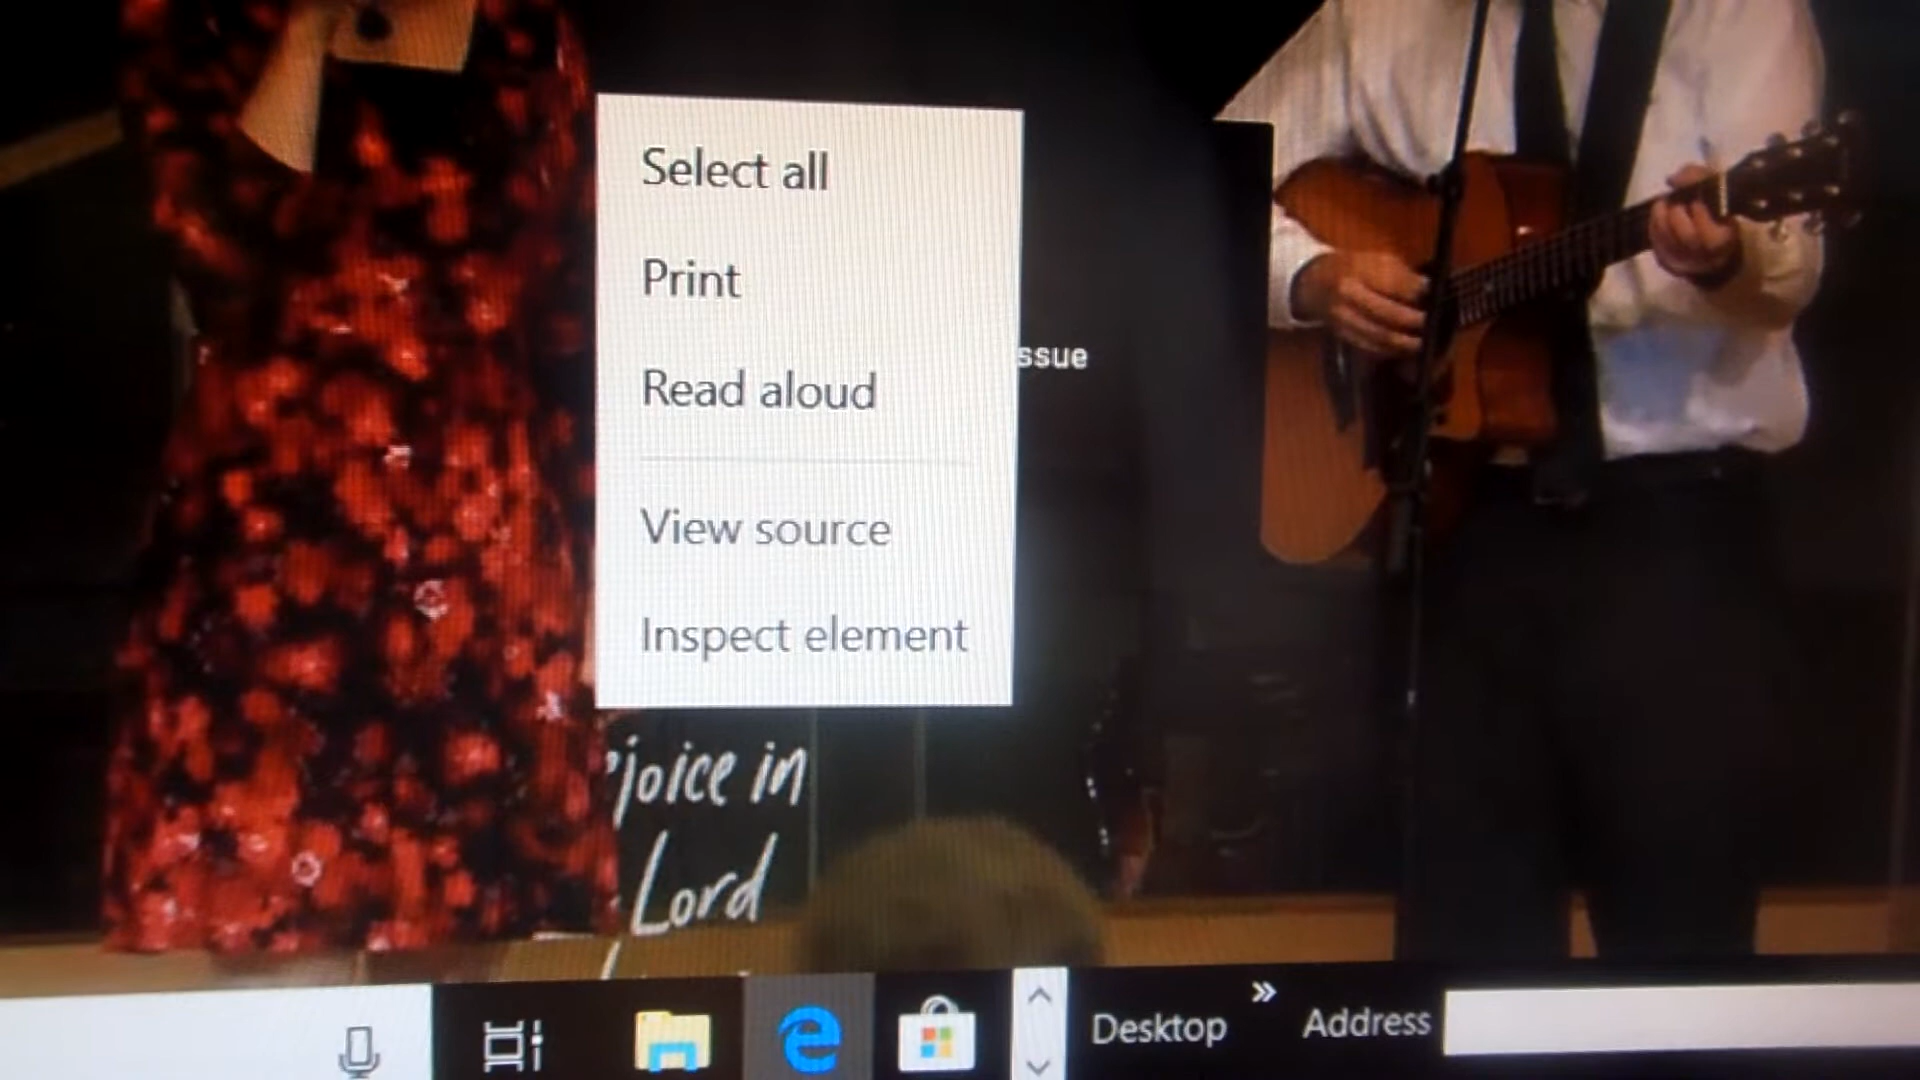 Select all
Print
Read aloud
ssue
View source
Inspect element
joice in
Lord
Desktop
»
Address